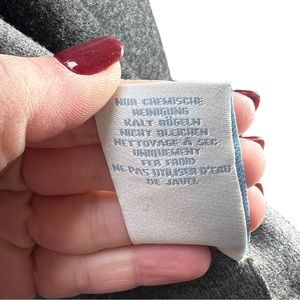 NUR CHEMISCHE
REINIGUNG
KALT BÜGELN
NICHT BLEICHEN
NETTOYAGE À SEC
UNIQUEMENT
FER FROID
NE PAS UTILISER D'EAU
DE JAVEL